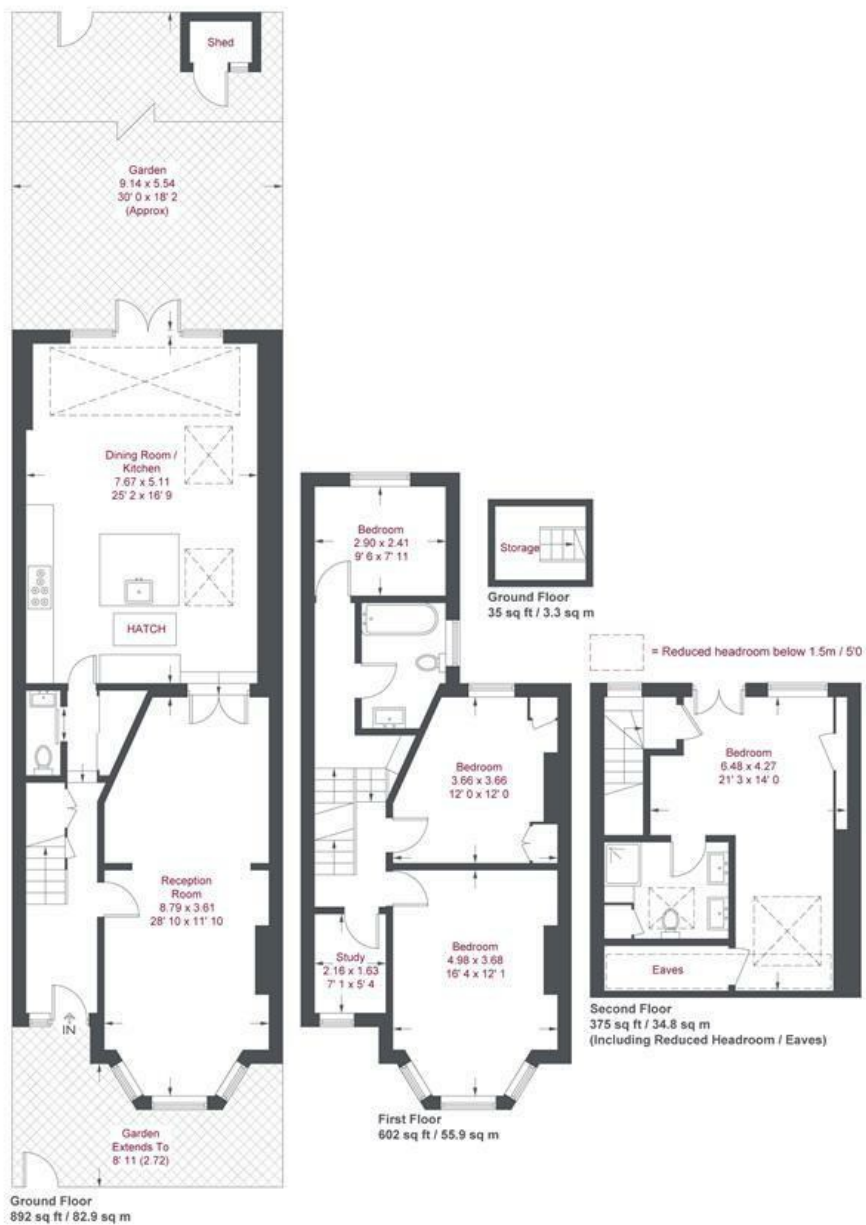 Shed
Garden
9.14 x 5.54
30' 0 x 18' 2
(Approx)
Dining Room /
Kitchen
7.67 x 5.11
25' 2 x 16' 9
HATCH
Reception
Room
8.79 x 3.61
28' 10 x 11' 10
IN
Garden
Extends To
8' 11 (2.72)
Ground Floor
892 sq ft / 82.9 sq m
Bedroom
2.90 x 2.41
9' 6 x 7' 11
Bedroom
3.66 x 3.66
12' 0 x 12' 0
Study
2.16 x 1.63
7' 1 x 5' 4
Bedroom
4.98 x 3.68
16' 4 x 12' 1
First Floor
602 sq ft / 55.9 sq m
Storage
Ground Floor
35 sq ft / 3.3 sq m
= Reduced headroom below 1.5m / 5'0
Bedroom
6.48 x 4.27
21' 3 x 14' 0
Eaves
Second Floor
375 sq ft / 34.8 sq m
(Including Reduced Headroom / Eaves)